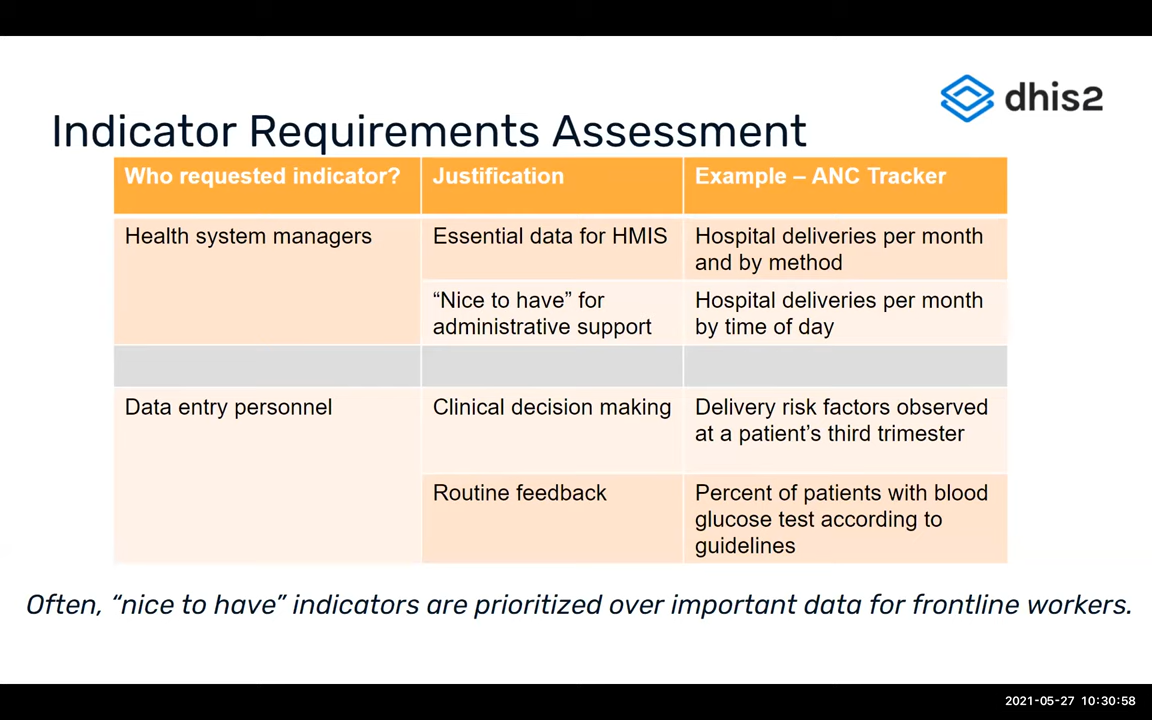 dhis2
Indicator Requirements Assessment
Who requested indicator?
Justification
Example – ANC Tracker
Health system managers
Essential data for HMIS
Hospital deliveries per month
and by method
“Nice to have” for
administrative support
Hospital deliveries per month
by time of day
Data entry personnel
Clinical decision making
Delivery risk factors observed
at a patient’s third trimester
Routine feedback
Percent of patients with blood
glucose test according to
guidelines
Often, “nice to have” indicators are prioritized over important data for frontline workers.
2021-05-27 10:30:58